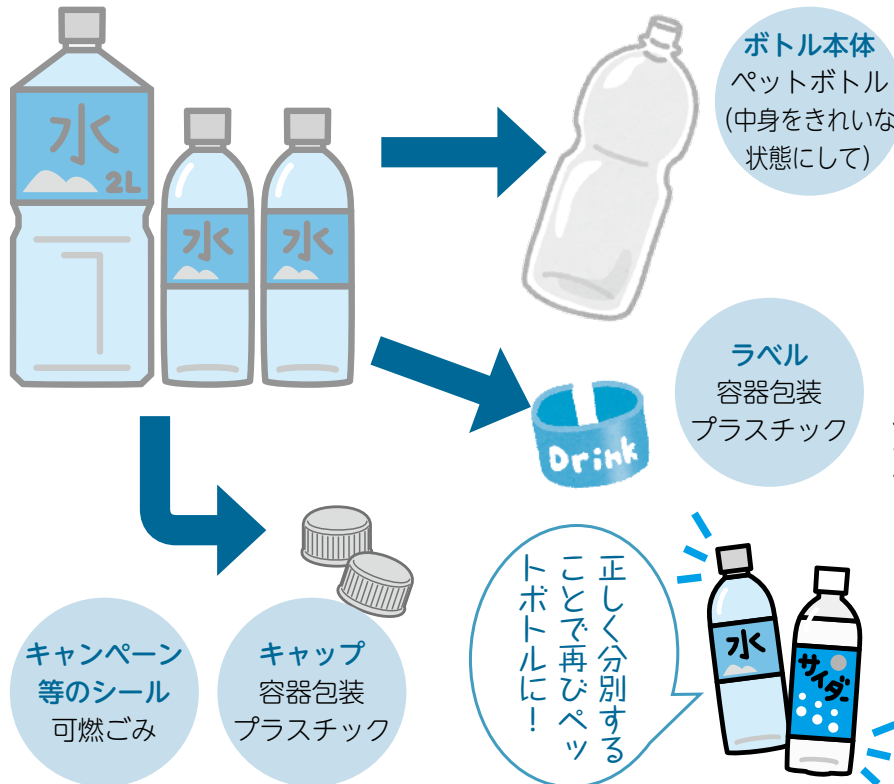 水
2L
水
水
ボトル本体
ペットボトル
(中身をきれいな
状態にして)
ラベル
容器包装
プラスチック
Drink
キャンペーン
等のシール
可燃ごみ
キャップ
容器包装
プラスチック
正しく分別する
ことで再びペッ
トボトルに！
水
サイダー